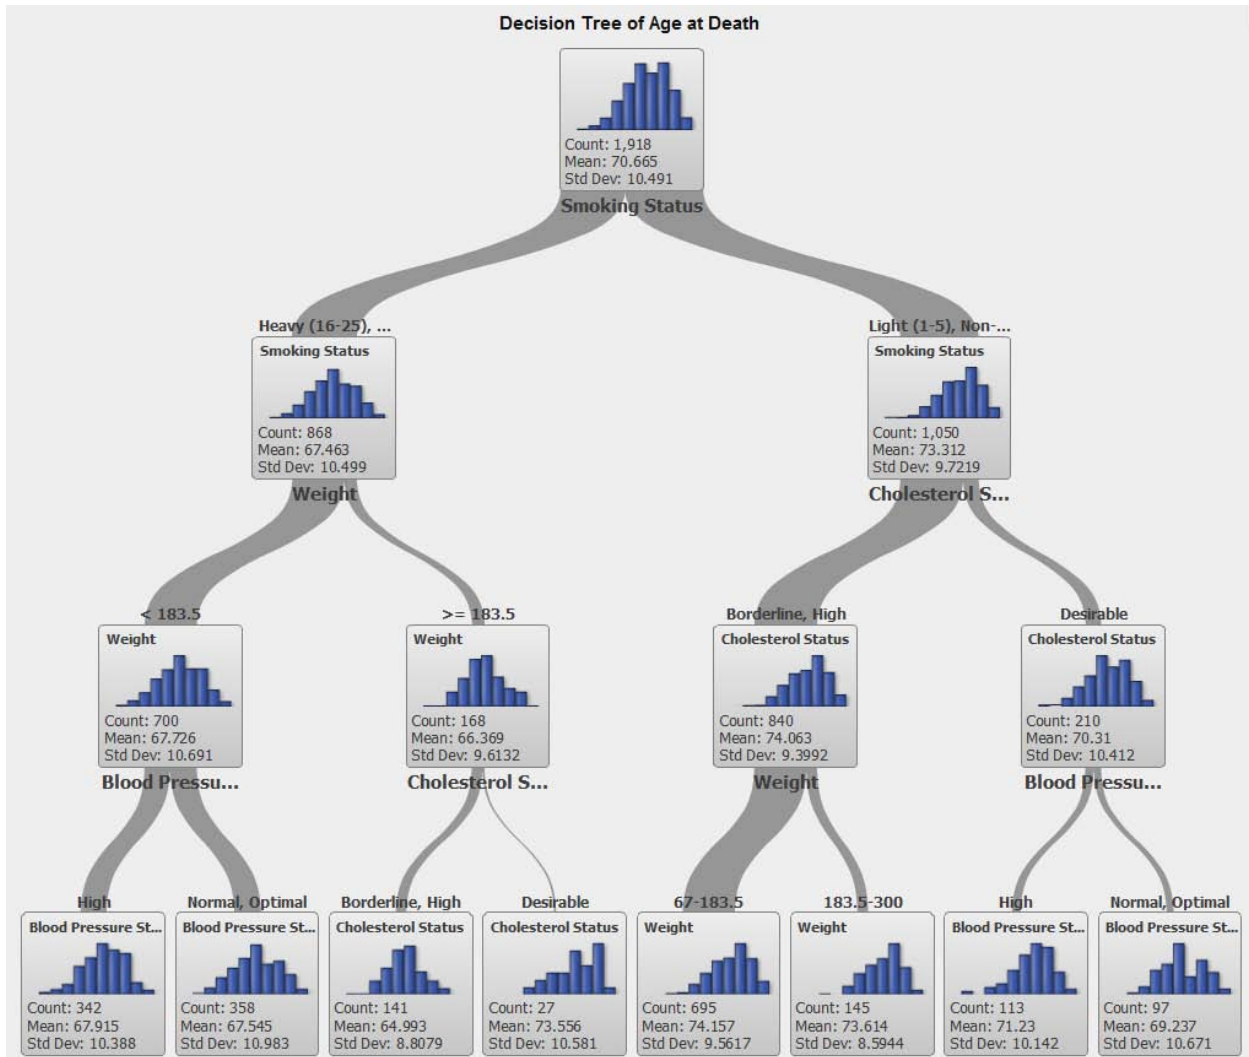 Decision Tree of Age at Death
Count: 1,918
Mean: 70.665
Std Dev: 10.491
Smoking Status
Heavy (16-25), ...
Smoking Status
Count: 868
Mean: 67.463
Std Dev: 10.499
Weight
Light (1-5), Non-...
Smoking Status
Count: 1,050
Mean: 73.312
Std Dev: 9.7219
Cholesterol S...
< 183.5
Weight
Count: 700
Mean: 67.726
Std Dev: 10.691
Blood Pressu...
>= 183.5
Weight
Count: 168
Mean: 66.369
Std Dev: 9.6132
Cholesterol S...
Borderline, High
Cholesterol Status
Count: 840
Mean: 74.063
Std Dev: 9.3992
Weight
Desirable
Cholesterol Status
Count: 210
Mean: 70.31
Std Dev: 10.412
Blood Pressu...
High
Blood Pressure St...
Count: 342
Mean: 67.915
Std Dev: 10.388
Normal, Optimal
Blood Pressure St...
Count: 358
Mean: 67.545
Std Dev: 10.983
Borderline, High
Cholesterol Status
Count: 141
Mean: 64.993
Std Dev: 8.8079
Desirable
Cholesterol Status
Count: 27
Mean: 73.556
Std Dev: 10.581
67-183.5
Weight
Count: 695
Mean: 74.157
Std Dev: 9.5617
183.5-300
Weight
Count: 145
Mean: 73.614
Std Dev: 8.5944
High
Blood Pressure St...
Count: 113
Mean: 71.23
Std Dev: 10.142
Normal, Optimal
Blood Pressure St...
Count: 97
Mean: 69.237
Std Dev: 10.671